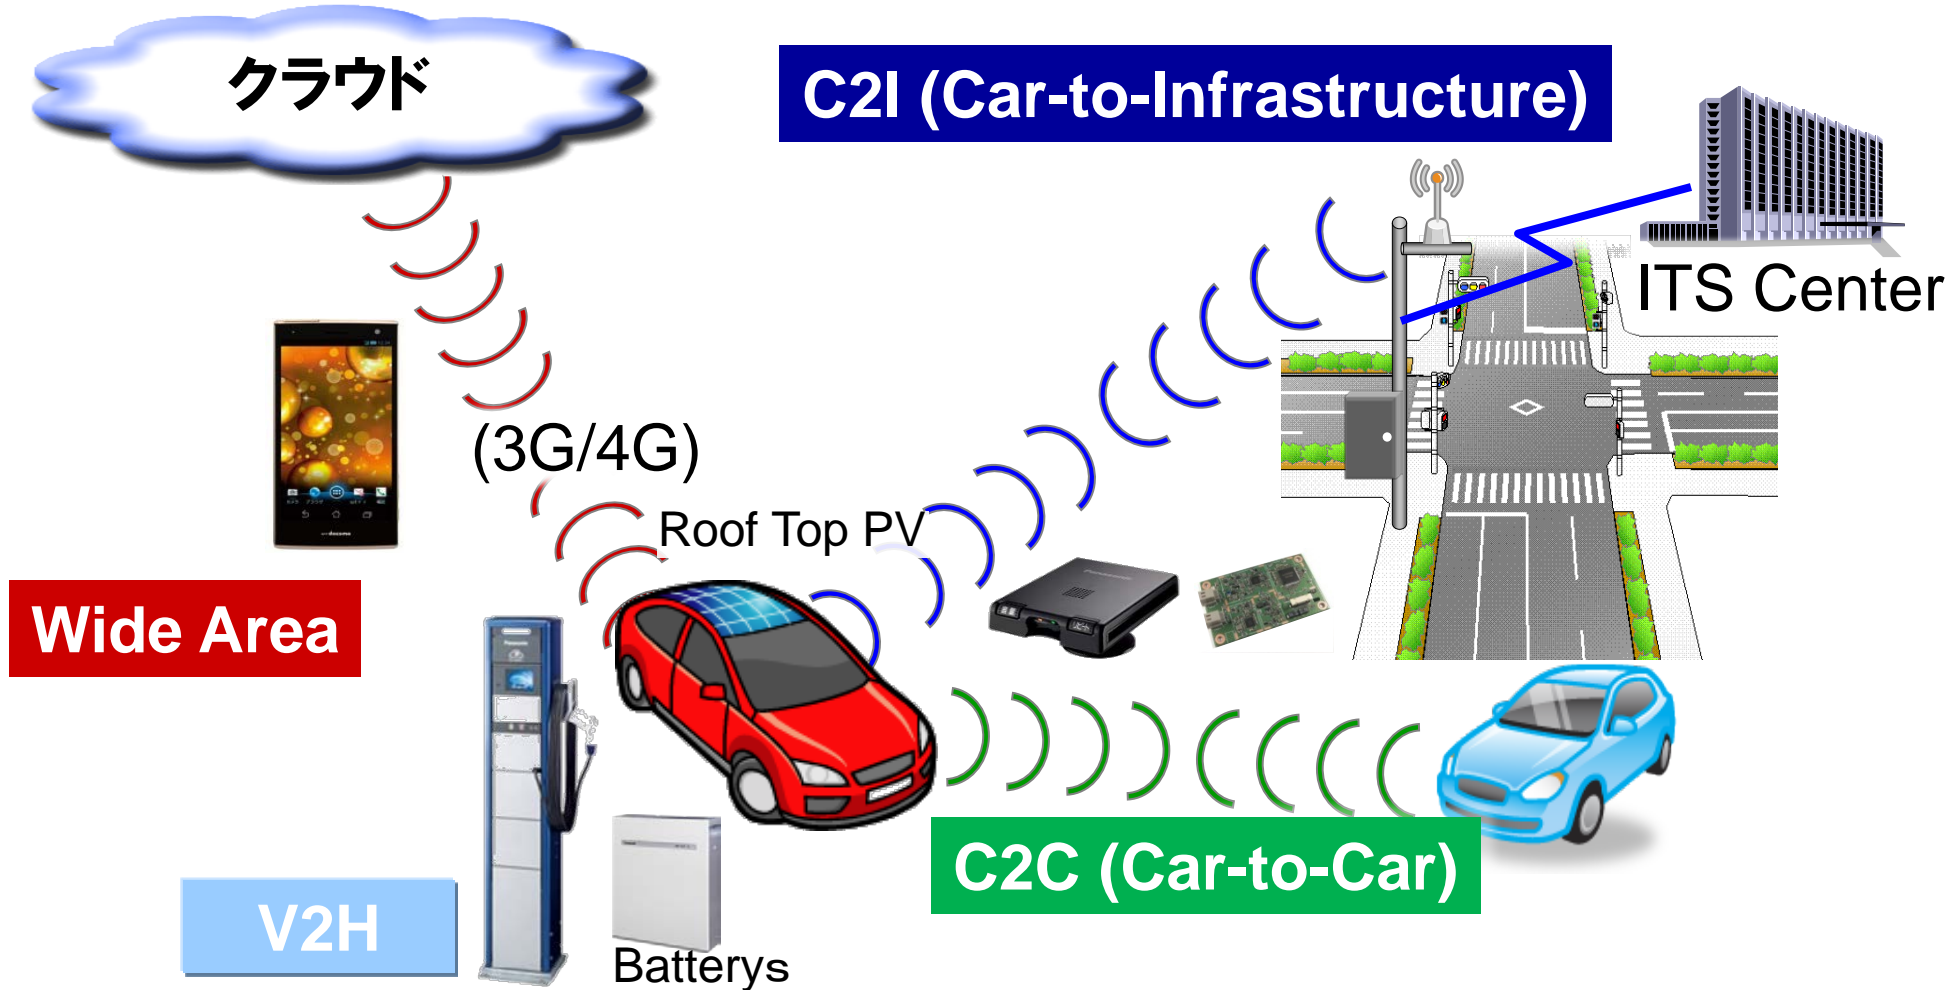 クラウド
C2I (Car-to-Infrastructure)
ITS Center
(3G/4G)
Roof Top PV
Wide Area
C2C (Car-to-Car)
V2H
Batterys